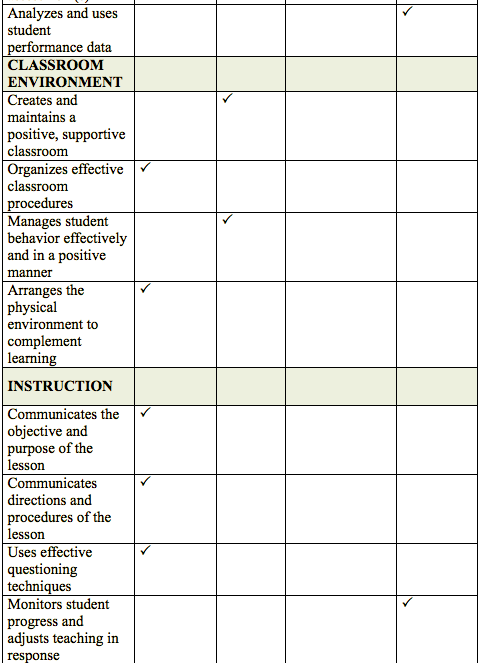 Analyzes and uses ✓
student
performance data
CLASSROOM
ENVIRONMENT
Creates and ✓
maintains a
positive, supportive
classroom
Organizes effective ✓
classroom
procedures
Manages student ✓
behavior effectively
and in a positive
manner
Arranges the ✓
physical
environment to
complement
learning
INSTRUCTION
Communicates the ✓
objective and
purpose of the
lesson
Communicates ✓
directions and
procedures of the
lesson
Uses effective ✓
questioning
techniques
Monitors student ✓
progress and
adjusts teaching in
response